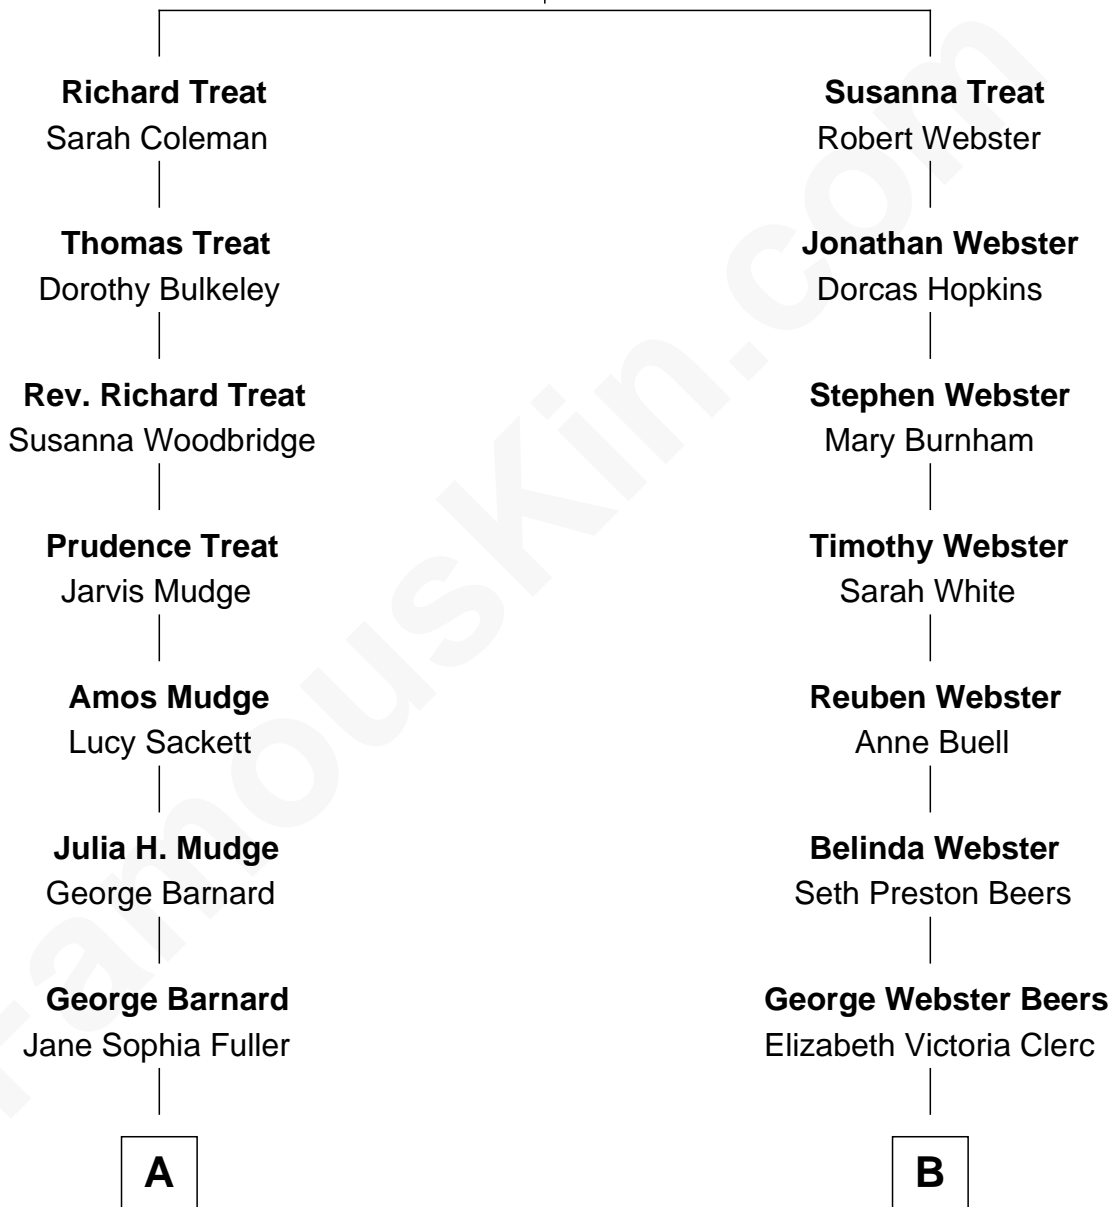 Richard Treat
Sarah Coleman
Thomas Treat
Dorothy Bulkeley
Rev. Richard Treat
Susanna Woodbridge
Prudence Treat
Jarvis Mudge
Amos Mudge
Lucy Sackett
Julia H. Mudge
George Barnard
George Barnard
Jane Sophia Fuller
A
Susanna Treat
Robert Webster
Jonathan Webster
Dorcas Hopkins
Stephen Webster
Mary Burnham
Timothy Webster
Sarah White
Reuben Webster
Anne Buell
Belinda Webster
Seth Preston Beers
George Webster Beers
Elizabeth Victoria Clerc
B
FamousKin.com